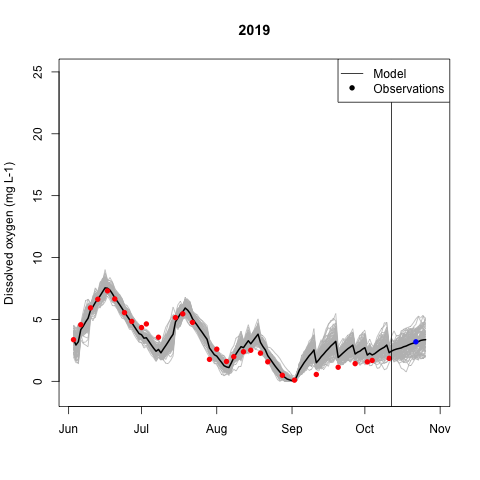 2019
Model
Observations
Dissolved oxygen (mg L-1)
25
20
15
10
5
0
Jun Jul Aug Sep Oct Nov